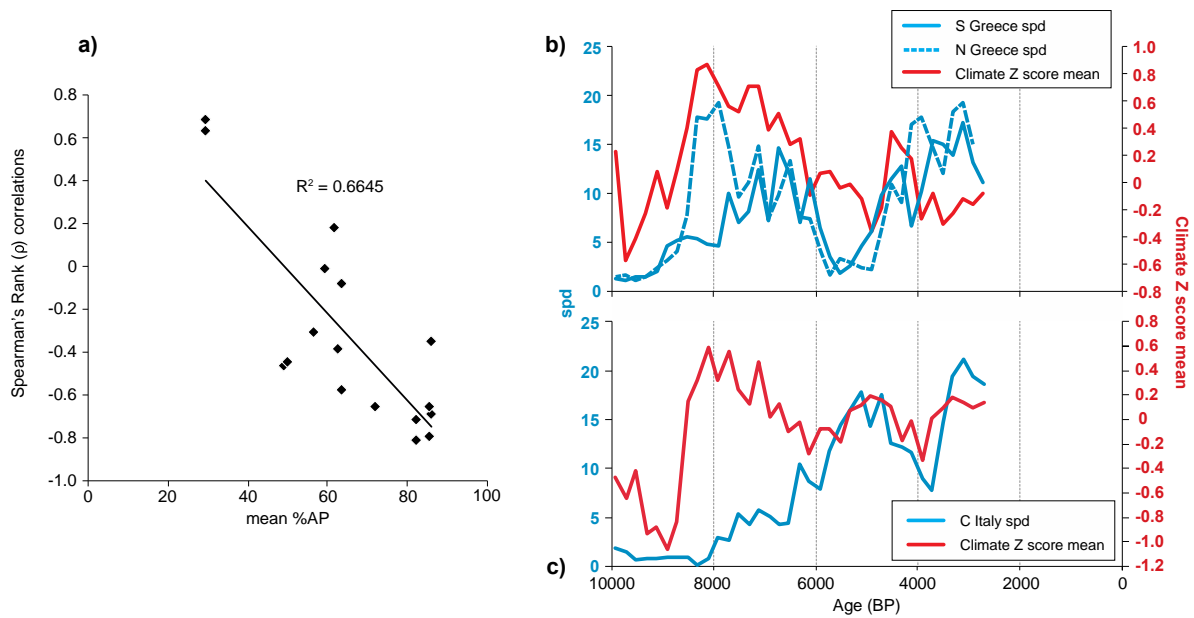 a)
0.8
0.6
0.4
0.2
0
-0.2
-0.4
-0.6
-0.8
-1.0
Spearman's Rank (ρ) correlations
R² = 0.6645
0 20 40 60 80 100
mean %AP
b)
S Greece spd
N Greece spd
Climate Z score mean
25
20
15
10
5
0
1.0
0.8
0.6
0.4
0.2
0
-0.2
-0.4
-0.6
-0.8
spd
Climate Z score mean
25
20
15
10
5
0
0.8
0.6
0.4
0.2
0
-0.2
-0.4
-0.6
-0.8
-1.0
-1.2
C Italy spd
Climate Z score mean
c)
10000 8000 6000 4000 2000 0
Age (BP)